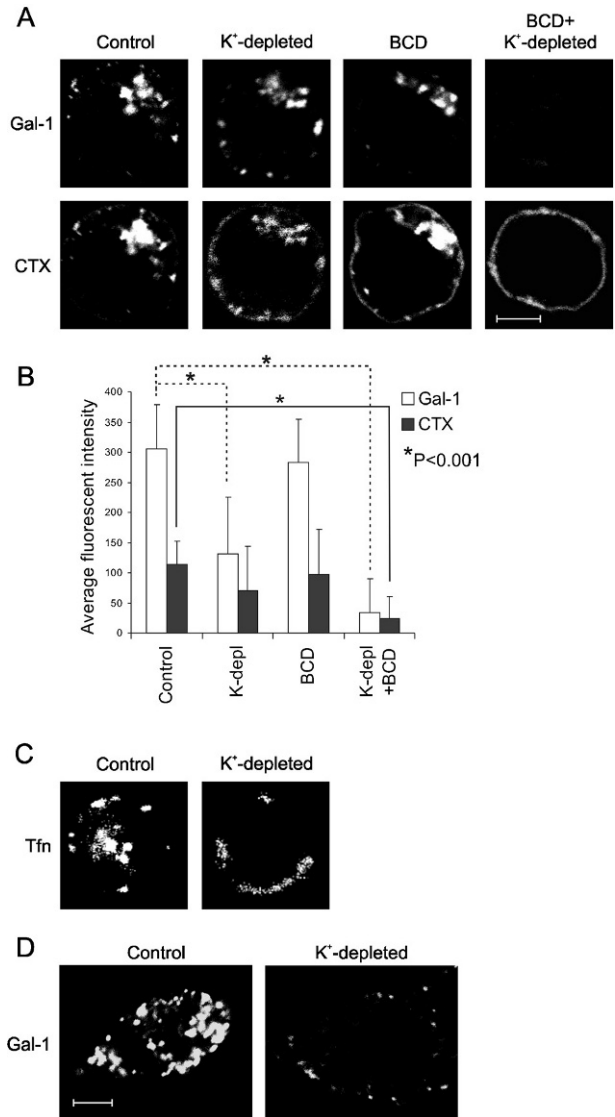 A
Control K⁺-depleted BCD BCD+ K⁺-depleted
Gal-1
CTX
B
Average fluorescent intensity
400
350
300
250
200
150
100
50
0
*
*
*
Gal-1
CTX
*P<0.001
Control
K-depl
BCD
K-depl
+BCD
C
Control K⁺-depleted
Tfn
D
Control K⁺-depleted
Gal-1